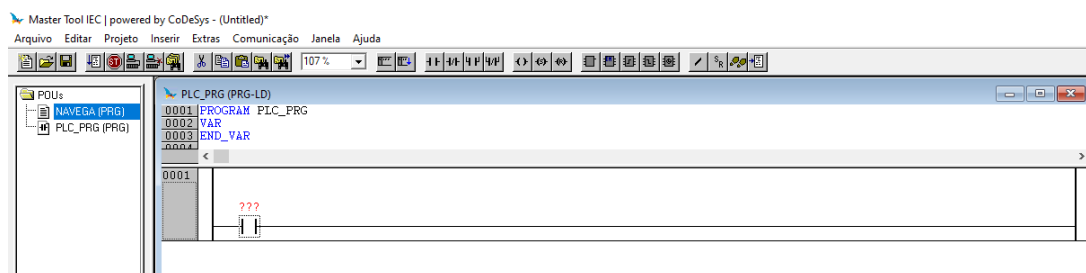 Master Tool IEC | powered by CoDeSys - (Untitled)*
Arquivo Editar Projeto Inserir Extras Comunicação Janela Ajuda
107 %
POUs
NAVEGA (PRG)
PLC_PRG (PRG)
PLC_PRG (PRG-LD)
0001 PROGRAM PLC_PRG
0002 VAR
0003 END_VAR
0004
0001
???